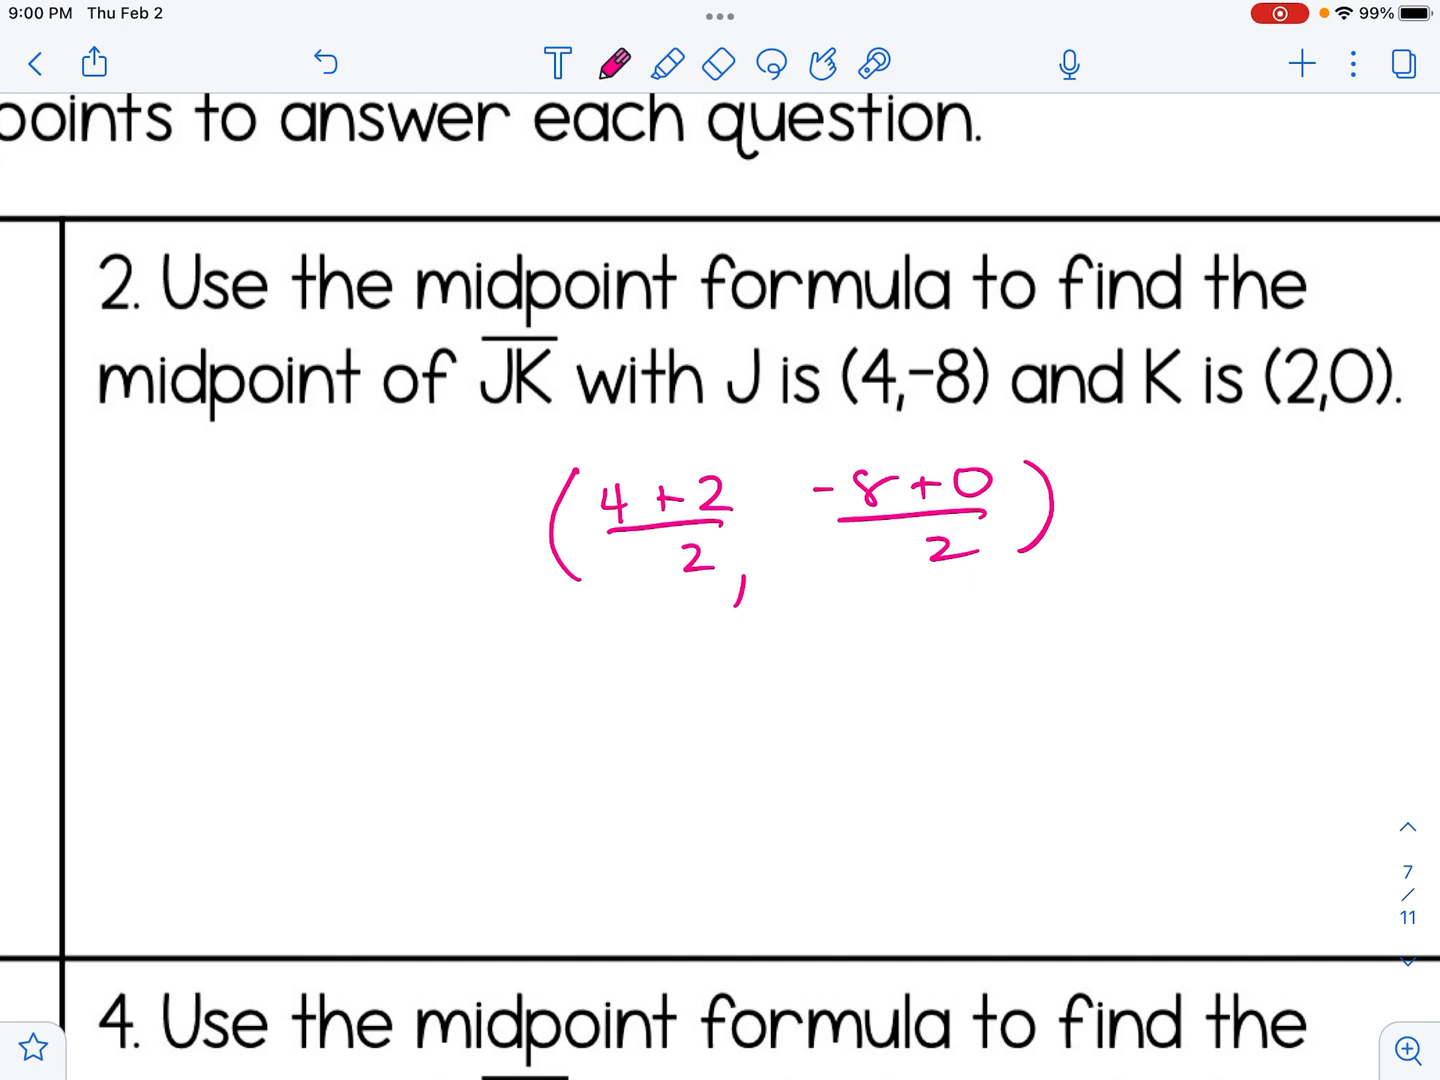 9:00 PM Thu Feb 2 99%
points to answer each question.
2. Use the midpoint formula to find the
midpoint of JK with J is (4,-8) and K is (2,0).
(4 + 2 / 2, -8 + 0 / 2)
7
/
11
4. Use the midpoint formula to find the